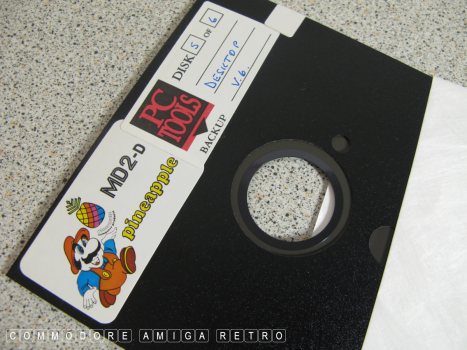 DISK 5 OF 6
DESKTOP
V.6.
PC
TOOLS
BACKUP
MD2-D
pineapple
COMMODORE AMIGA RETRO